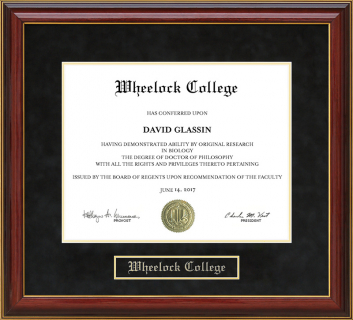 Wheelock College
HAS CONFERRED UPON
DAVID GLASSIN
HAVING DEMONSTRATED ABILITY BY ORIGINAL RESEARCH
IN BIOLOGY
THE DEGREE OF DOCTOR OF PHILOSOPHY
WITH ALL THE RIGHTS AND PRIVILEGES THERETO PERTAINING
ISSUED BY THE BOARD OF REGENTS UPON RECOMMENDATION OF THE FACULTY
JUNE 14, 2017
PROVOST
PRESIDENT
Wheelock College